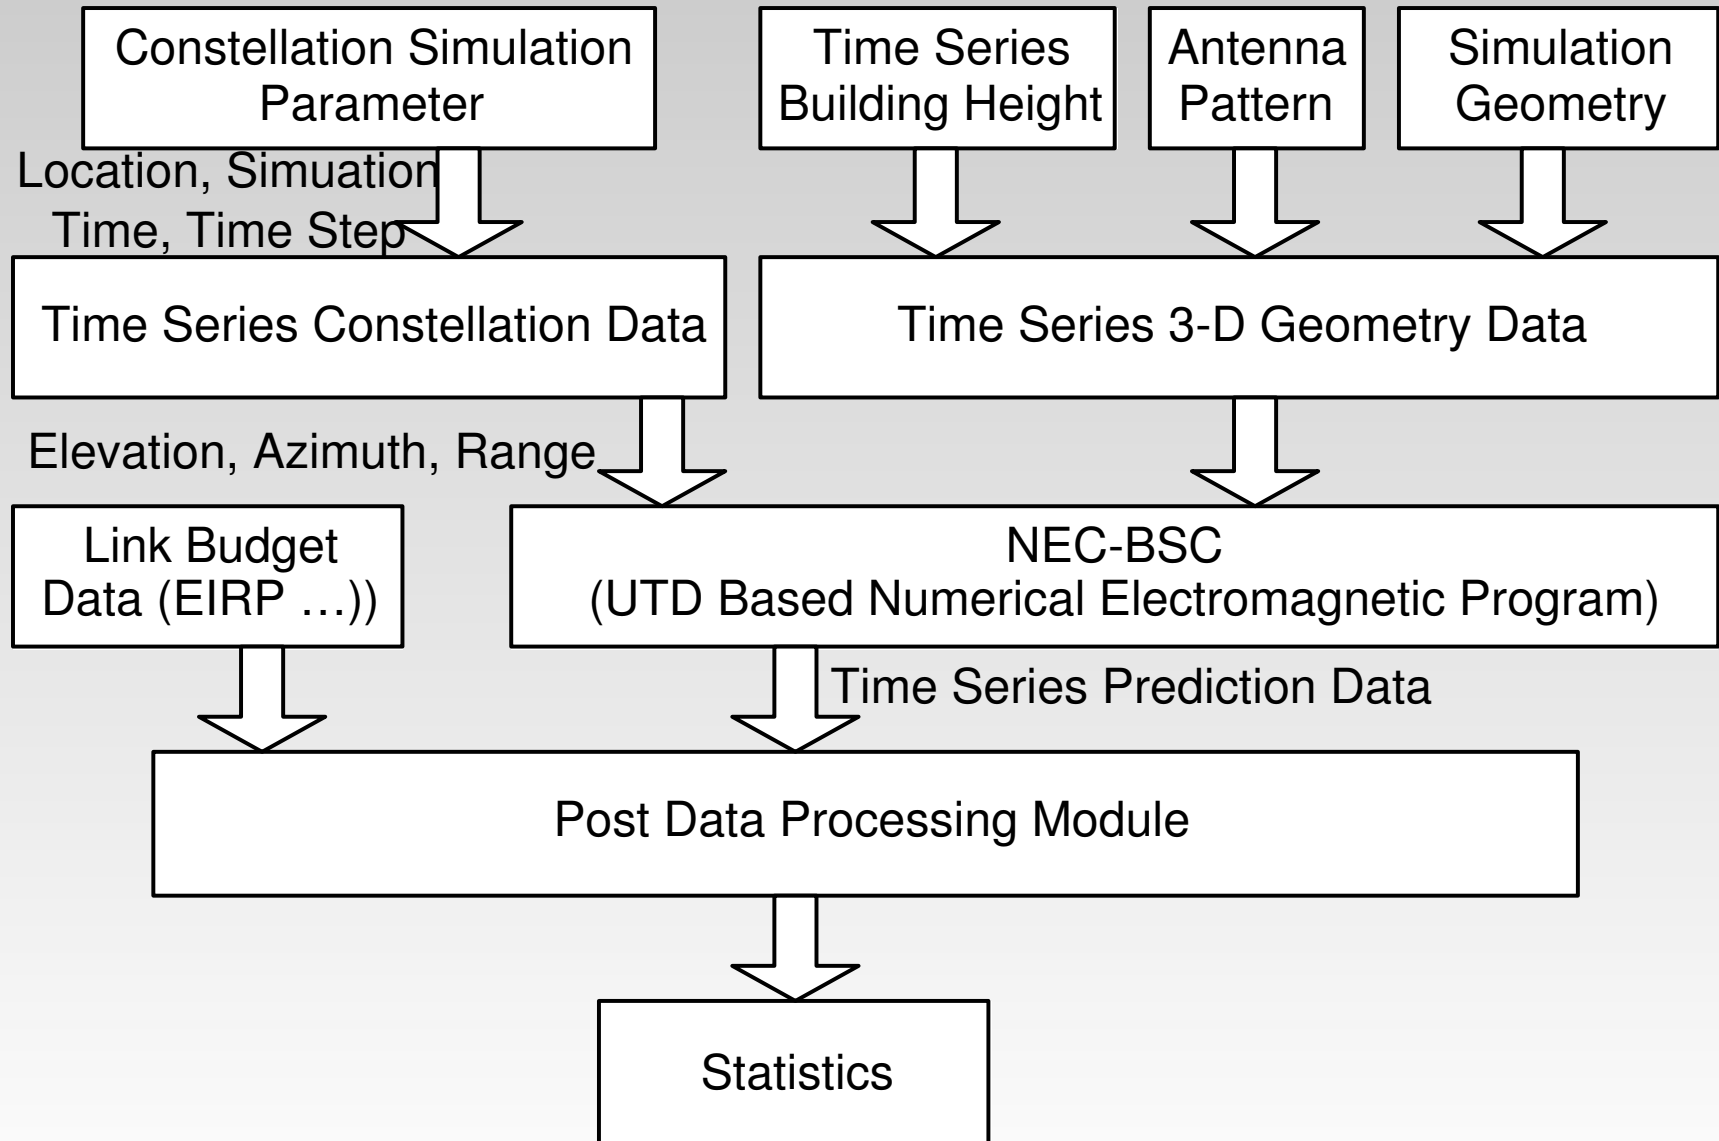 Constellation Simulation
Parameter
Time Series
Building Height
Antenna
Pattern
Simulation
Geometry
Location, Simuation
Time, Time Step
Time Series Constellation Data
Time Series 3-D Geometry Data
Elevation, Azimuth, Range
Link Budget
Data (EIRP …))
NEC-BSC
(UTD Based Numerical Electromagnetic Program)
Time Series Prediction Data
Post Data Processing Module
Statistics